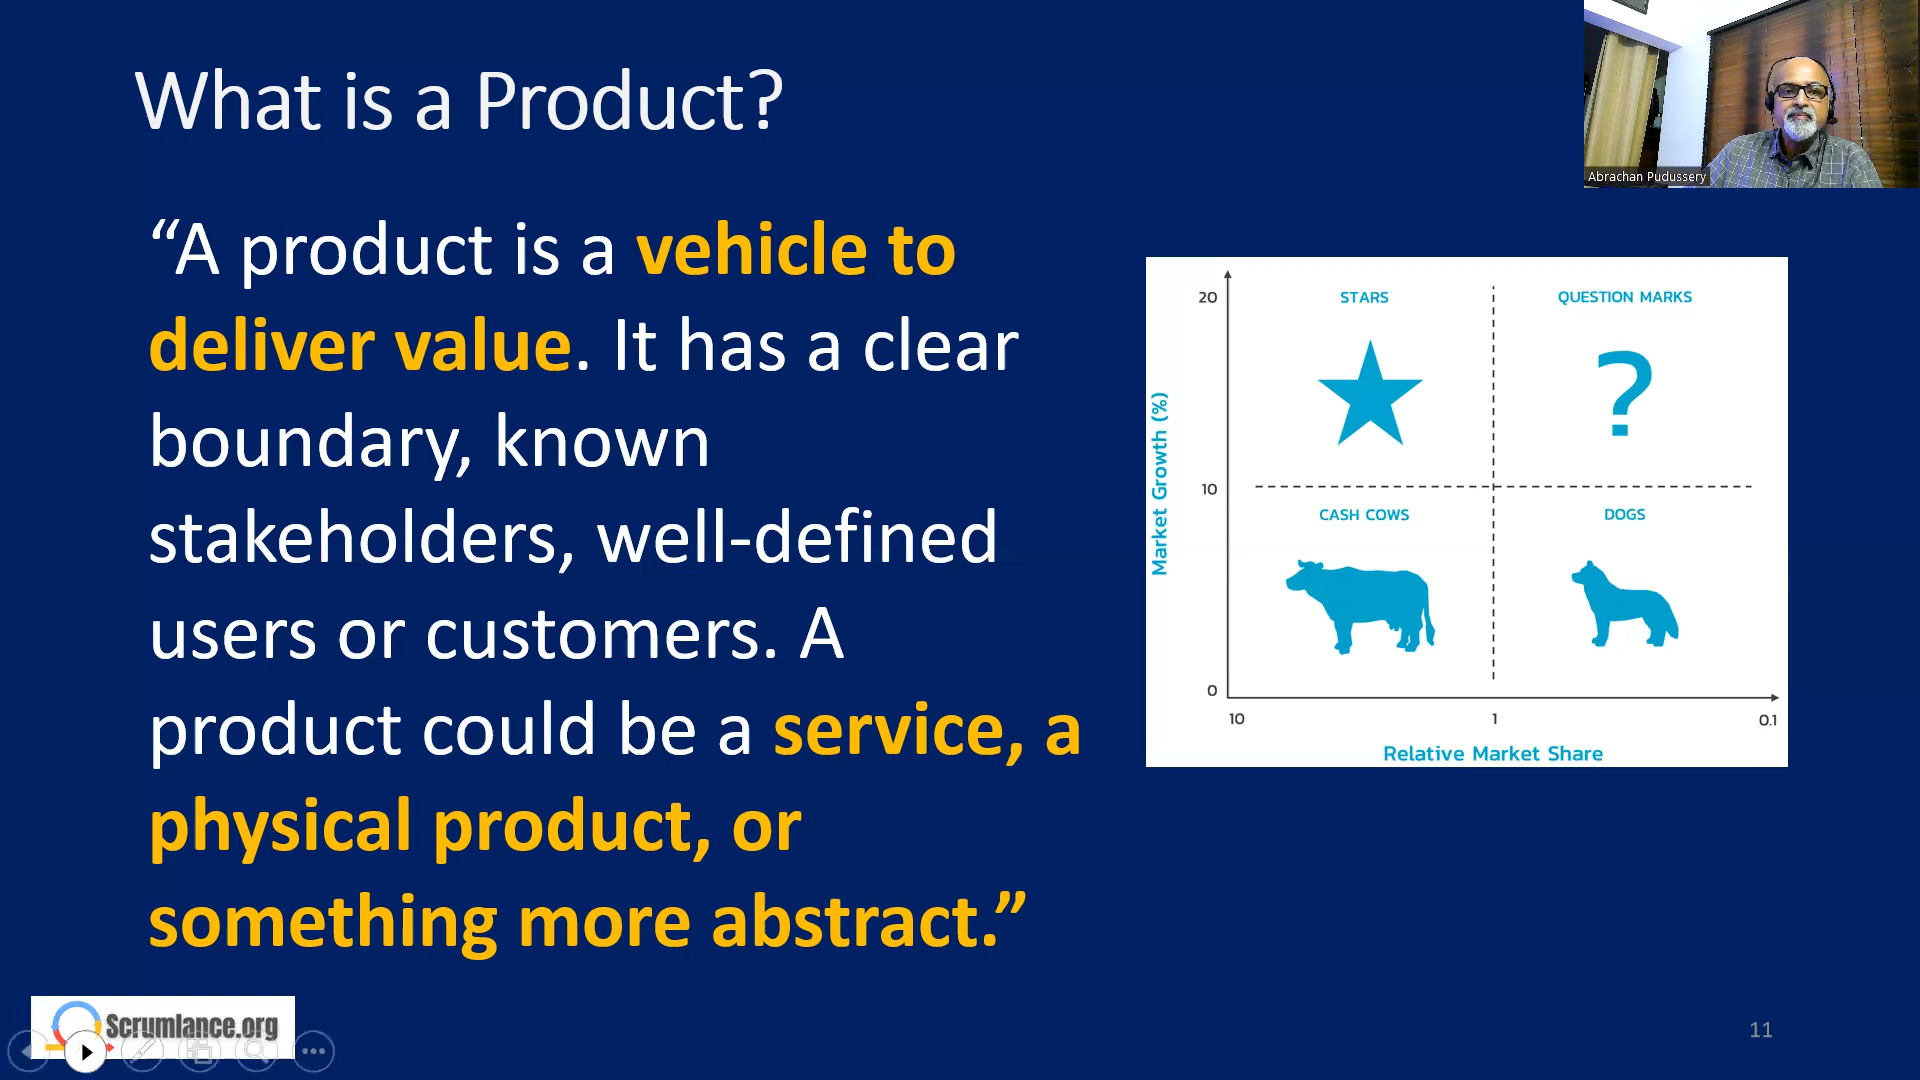 What is a Product?
Abrachan Pudussery
“A product is a vehicle to
deliver value. It has a clear
boundary, known
stakeholders, well-defined
users or customers. A
product could be a service, a
physical product, or
something more abstract.”
20
STARS
QUESTION MARKS
?
Market Growth (%)
10
CASH COWS
DOGS
0
10
1
0.1
Relative Market Share
Scrumlance.org
11